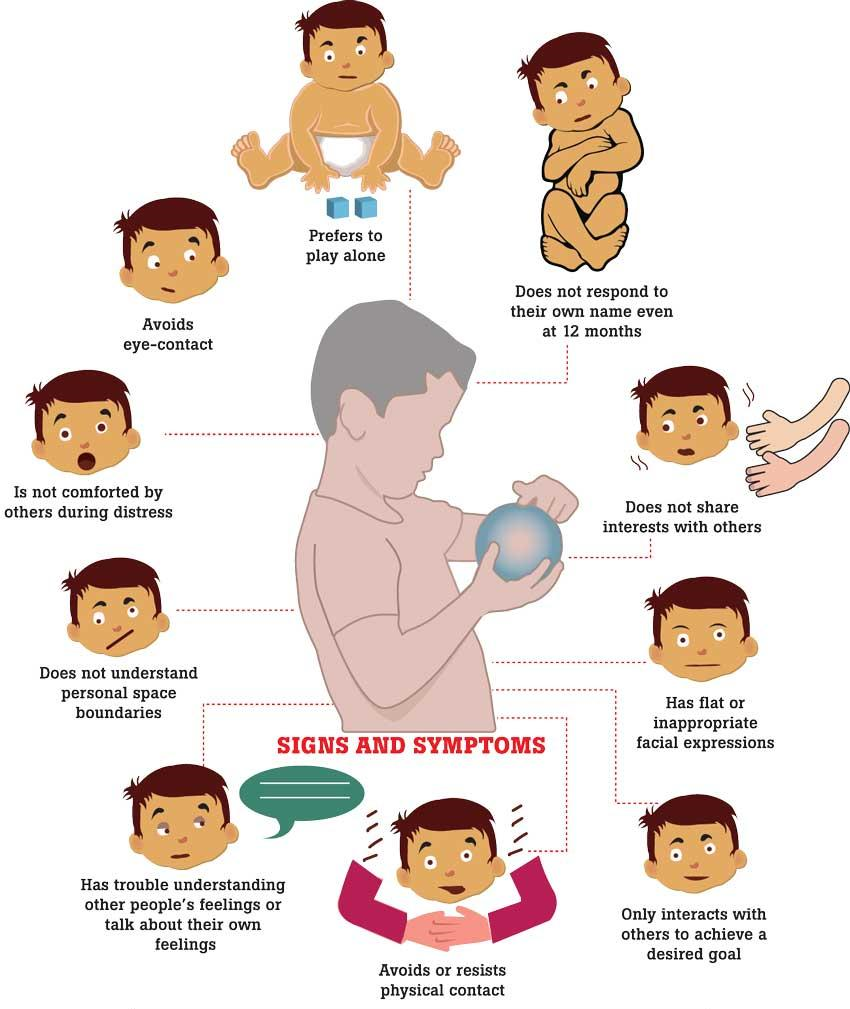 Prefers to
play alone
Does not respond to
their own name even
at 12 months
Avoids
eye-contact
Is not comforted by
others during distress
Does not share
interests with others
Does not understand
personal space
boundaries
Has flat or
inappropriate
facial expressions
SIGNS AND SYMPTOMS
Has trouble understanding
other people's feelings or
talk about their own
feelings
Avoids or resists
physical contact
Only interacts with
others to achieve a
desired goal